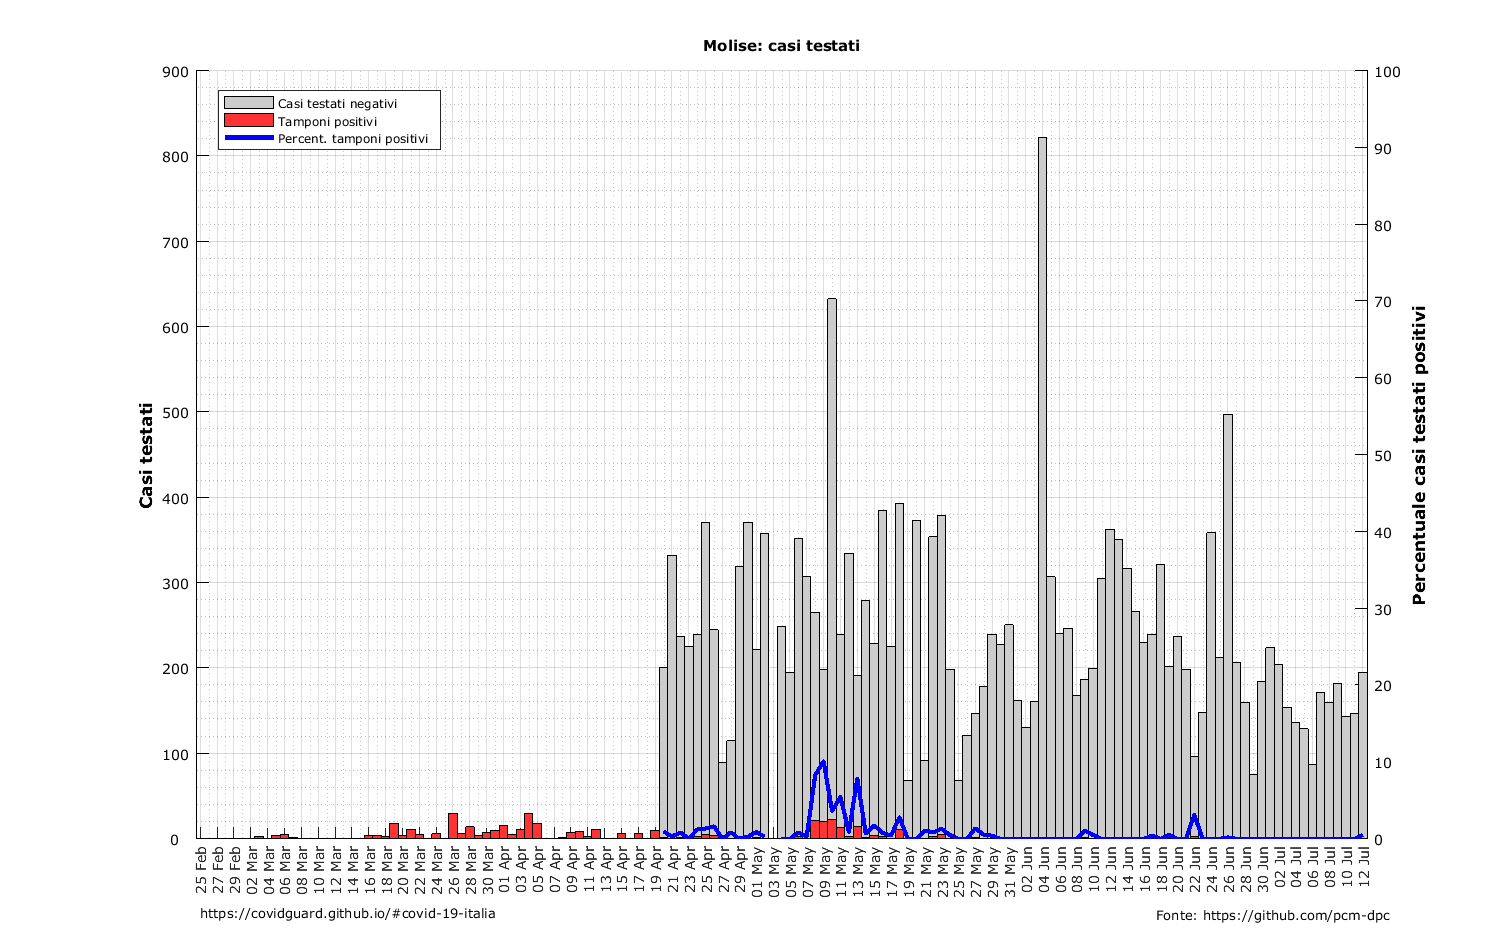 Molise: casi testati
Casi testati negativi
Tamponi positivi
Percent. tamponi positivi
Casi testati
Percentuale casi testati positivi
900
800
700
600
500
400
300
200
100
0
100
90
80
70
60
50
40
30
20
10
0
25 Feb
27 Feb
29 Feb
02 Mar
04 Mar
06 Mar
08 Mar
10 Mar
12 Mar
14 Mar
16 Mar
18 Mar
20 Mar
22 Mar
24 Mar
26 Mar
28 Mar
30 Mar
01 Apr
03 Apr
05 Apr
07 Apr
09 Apr
11 Apr
13 Apr
15 Apr
17 Apr
19 Apr
21 Apr
23 Apr
25 Apr
27 Apr
29 Apr
01 May
03 May
05 May
07 May
09 May
11 May
13 May
15 May
17 May
19 May
21 May
23 May
25 May
27 May
29 May
31 May
02 Jun
04 Jun
06 Jun
08 Jun
10 Jun
12 Jun
14 Jun
16 Jun
18 Jun
20 Jun
22 Jun
24 Jun
26 Jun
28 Jun
30 Jun
02 Jul
04 Jul
06 Jul
08 Jul
10 Jul
12 Jul
https://covidguard.github.io/#covid-19-italia
Fonte: https://github.com/pcm-dpc